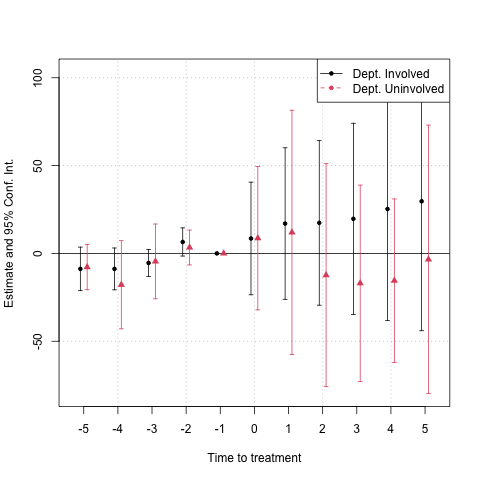 Dept. Involved
Dept. Uninvolved
100
50
0
-50
Estimate and 95% Conf. Int.
-5 -4 -3 -2 -1 0 1 2 3 4 5
Time to treatment